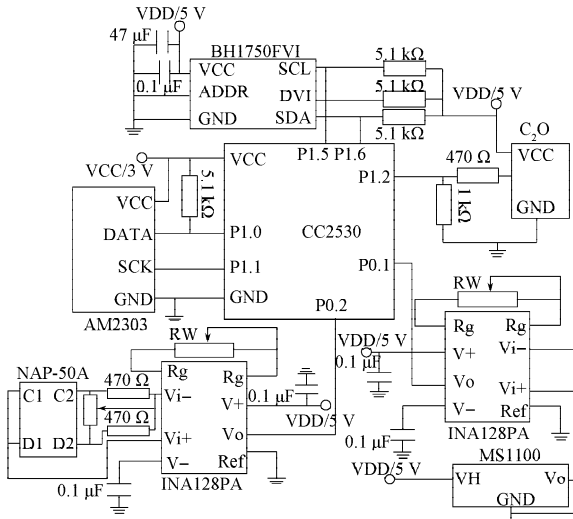 VDD/5 V
47 μF
BH1750FVI
VCC SCL 5.1 kΩ
0.1 μF
ADDR
DVI 5.1 kΩ
VDD/5 V
GND SDA
5.1 kΩ
C₂O
P1.5 P1.6
VCC
470 Ω
VCC/3 V
VCC
P1.2
5.1 kΩ
1 kΩ
VCC
GND
CC2530
DATA P1.0
SCK P1.1
P0.1
RW
GND GND
P0.2
AM2303
RW
Rg Rg
VDD/5 V
V+ Vi−
0.1 μF
NAP-50A
Rg Rg
C1 C2
470 Ω
Vi−
0.1 μF
V+
Vo Vi+
VDD/5 V
V− Ref
470 Ω
D1 D2
Vi+ Vo
0.1 μF
INA128PA
V− Ref
MS1100
0.1 μF
INA128PA
VDD/5 V
VH Vo
GND